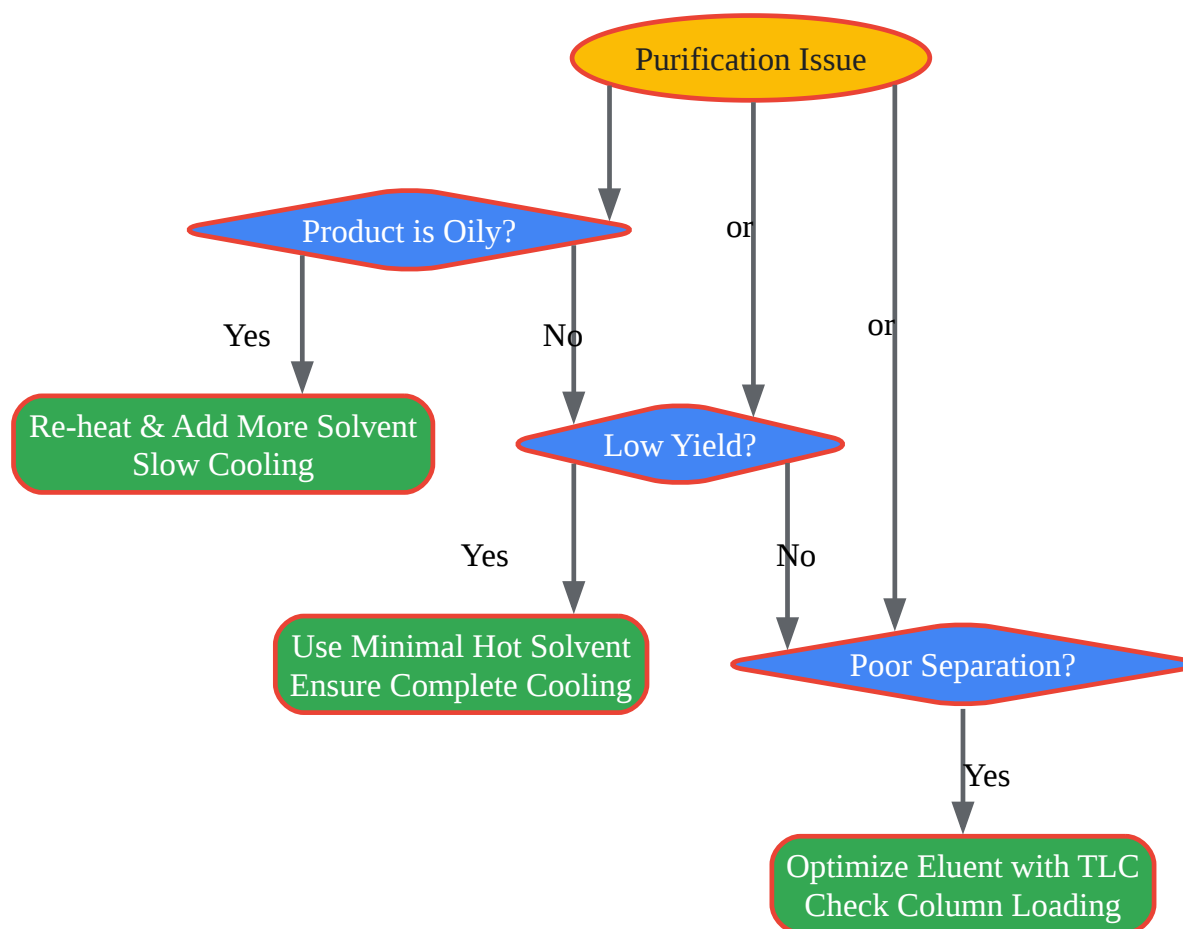 Purification Issue
Product is Oily?
or
or
Yes
No
Re-heat & Add More Solvent
Slow Cooling
Low Yield?
Yes
No
Use Minimal Hot Solvent
Ensure Complete Cooling
Poor Separation?
Yes
Optimize Eluent with TLC
Check Column Loading